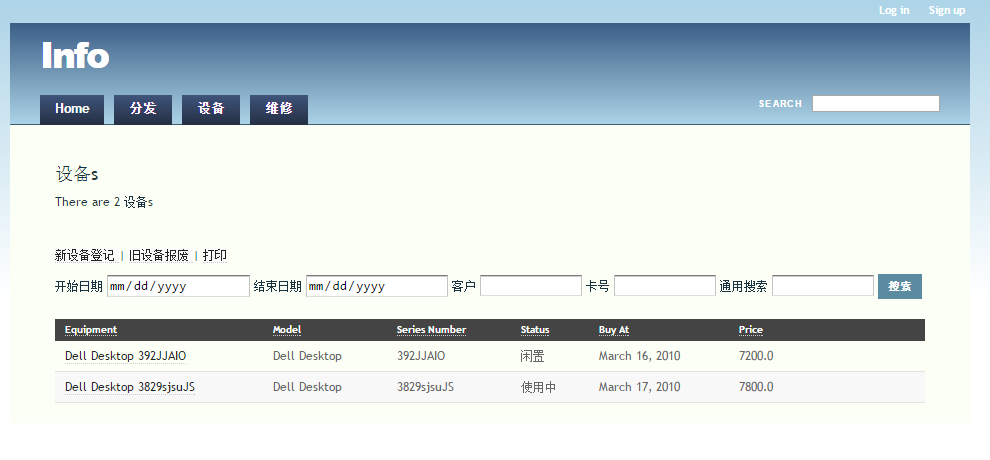 Log in Sign up
Info
Home 分发 设备 维修 SEARCH
设备s
There are 2 设备s
新设备登记 | 旧设备报废 | 打印
开始日期 mm/dd/yyyy 结束日期 mm/dd/yyyy 客户 卡号 通用搜索 搜索
Equipment Model Series Number Status Buy At Price
Dell Desktop 392JJAIO Dell Desktop 392JJAIO 闲置 March 16, 2010 7200.0
Dell Desktop 3829sjsuJS Dell Desktop 3829sjsuJS 使用中 March 17, 2010 7800.0